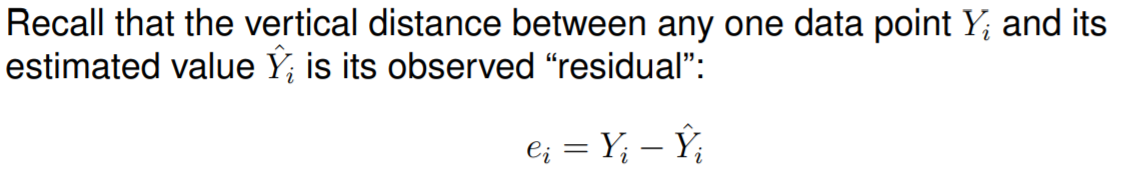 Recall that the vertical distance between any one data point Yᵢ and its
estimated value Ŷᵢ is its observed “residual”:
eᵢ = Yᵢ − Ŷᵢ